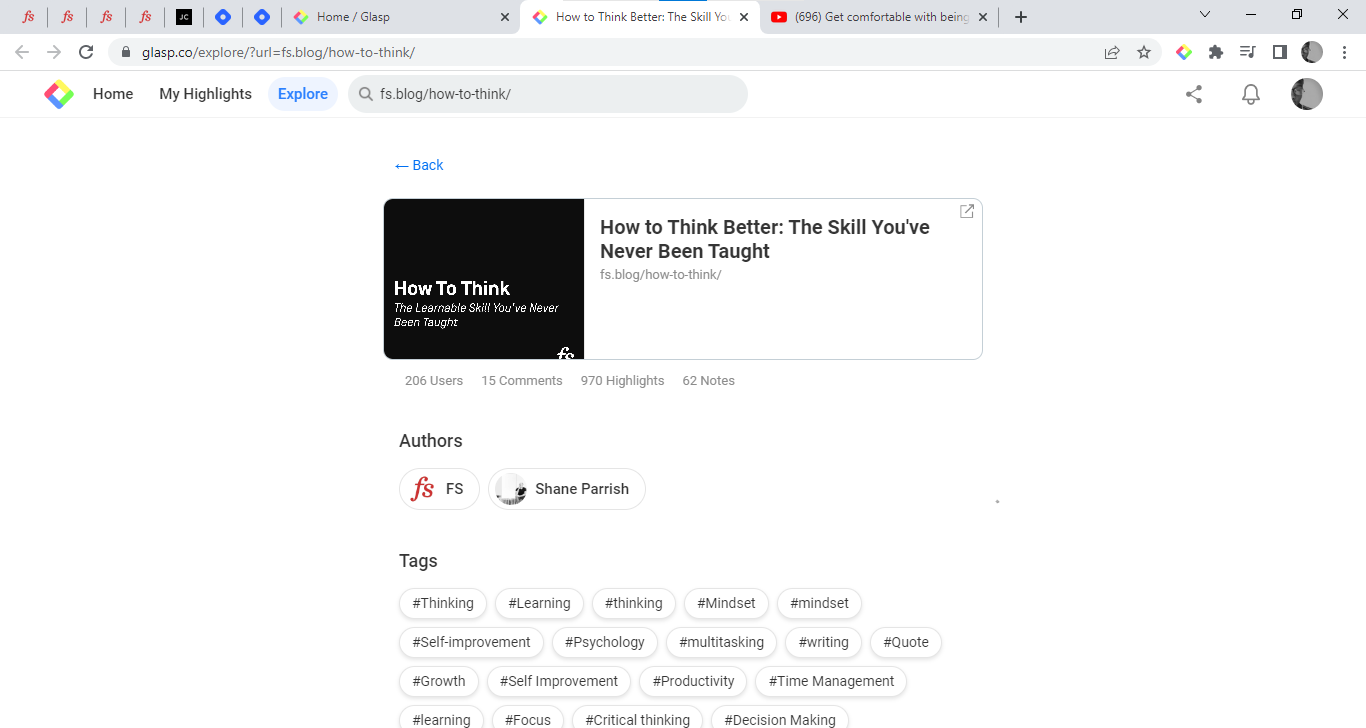 fs
fs
fs
fs
JC
Home / Glasp
How to Think Better: The Skill Yo
(696) Get comfortable with being
glasp.co/explore/?url=fs.blog/how-to-think/
Home
My Highlights
Explore
fs.blog/how-to-think/
← Back
How To Think
The Learnable Skill You've Never
Been Taught
fs
How to Think Better: The Skill You've
Never Been Taught
fs.blog/how-to-think/
206 Users 15 Comments 970 Highlights 62 Notes
Authors
fs FS Shane Parrish
Tags
#Thinking #Learning #thinking #Mindset #mindset
#Self-improvement #Psychology #multitasking #writing #Quote
#Growth #Self Improvement #Productivity #Time Management
#learning #Focus #Critical thinking #Decision Making